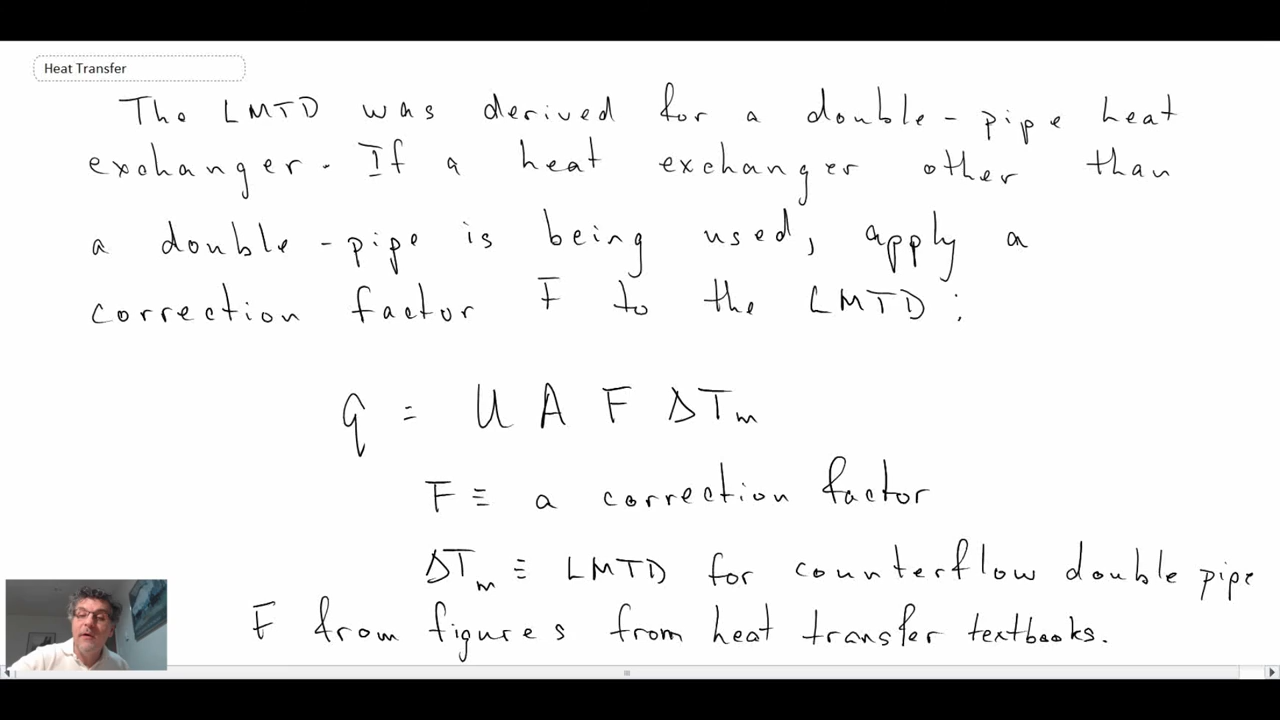 Heat Transfer
The LMTD was derived for a double-pipe heat
exchanger. If a heat exchanger other than
a double-pipe is being used, apply a
correction factor F to the LMTD:
q = U A F ΔTm
F ≡ a correction factor
ΔTm ≡ LMTD for counterflow double pipe
F from figures from heat transfer textbooks.